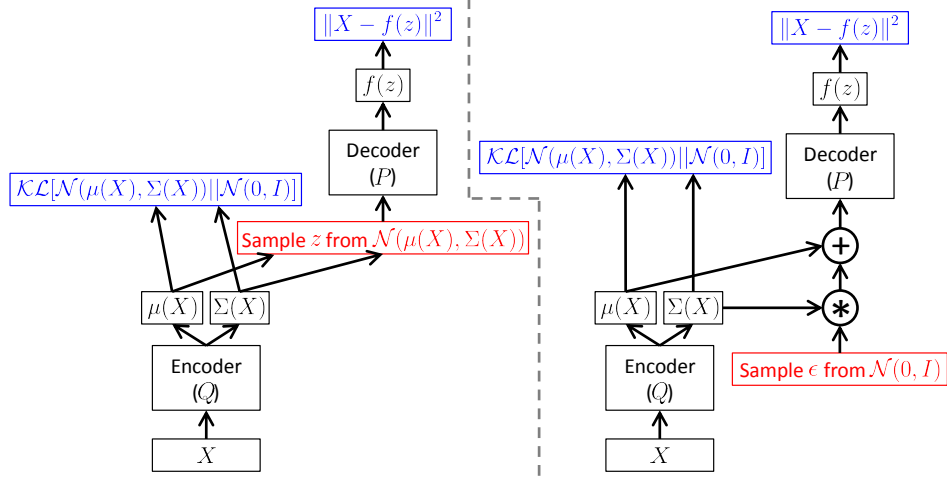 ‖X − f(z)‖²
f(z)
Decoder
(P)
𝒦ℒ[𝒩(μ(X), Σ(X))||𝒩(0, I)]
Sample z from 𝒩(μ(X), Σ(X))
μ(X)
Σ(X)
Encoder
(Q)
X
‖X − f(z)‖²
f(z)
Decoder
(P)
𝒦ℒ[𝒩(μ(X), Σ(X))||𝒩(0, I)]
+
μ(X)
Σ(X)
*
Sample ϵ from 𝒩(0, I)
Encoder
(Q)
X